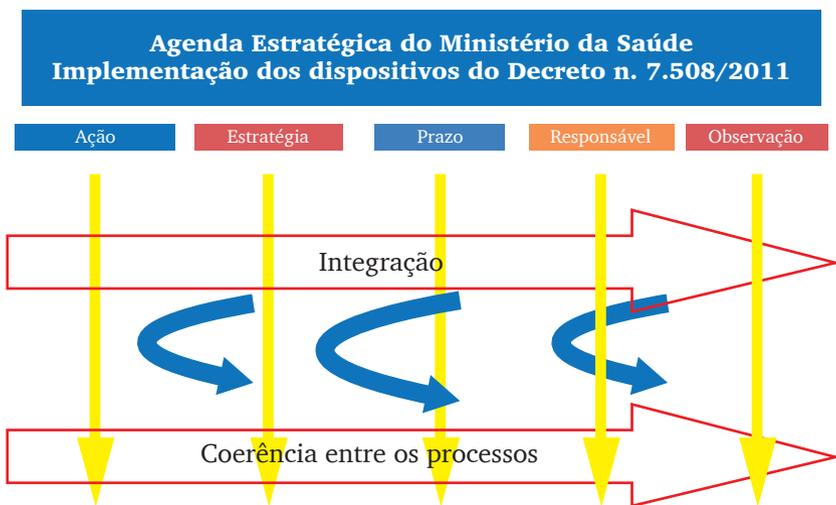 Agenda Estratégica do Ministério da Saúde
Implementação dos dispositivos do Decreto n. 7.508/2011
Ação
Estratégia
Prazo
Responsável
Observação
Integração
Coerência entre os processos